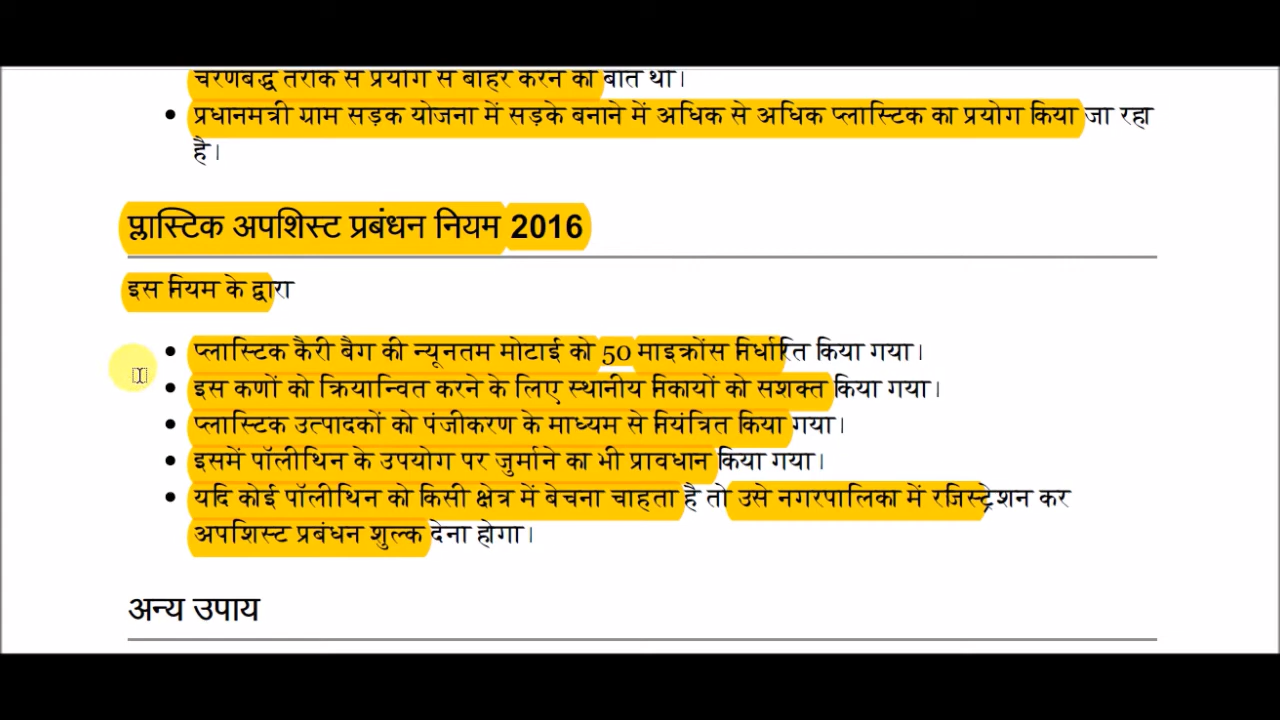 चरणबद्ध तरीके से प्रयोग से बाहर करने की बात थी।
प्रधानमंत्री ग्राम सड़क योजना में सड़के बनाने में अधिक से अधिक प्लास्टिक का प्रयोग किया जा रहा
है।
प्लास्टिक अपशिस्ट प्रबंधन नियम 2016
इस नियम के द्वारा
प्लास्टिक कैरी बैग की न्यूनतम मोटाई को 50 माइक्रोंस निर्धारित किया गया।
इस कणों को क्रियान्वित करने के लिए स्थानीय निकायों को सशक्त किया गया।
प्लास्टिक उत्पादकों को पंजीकरण के माध्यम से नियंत्रित किया गया।
इसमें पॉलीथिन के उपयोग पर जुर्माने का भी प्रावधान किया गया।
यदि कोई पॉलीथिन को किसी क्षेत्र में बेचना चाहता है तो उसे नगरपालिका में रजिस्ट्रेशन कर
अपशिस्ट प्रबंधन शुल्क देना होगा।
अन्य उपाय